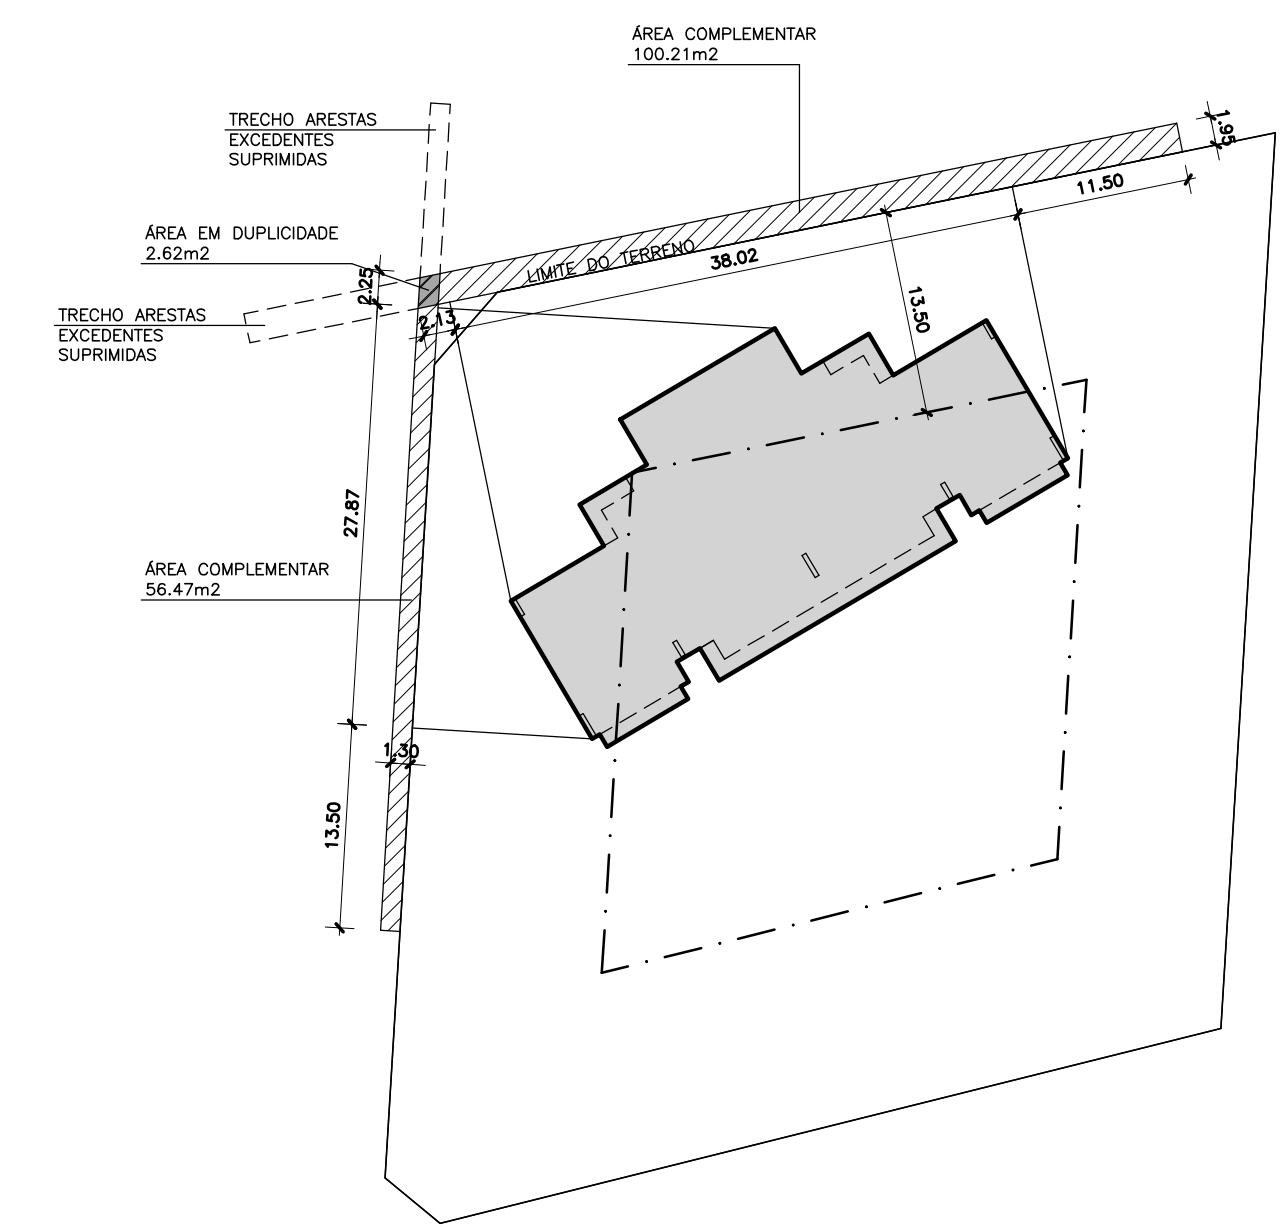 ÁREA COMPLEMENTAR
100.21m2
TRECHO ARESTAS
EXCEDENTES
SUPRIMIDAS
1.95
11.50
ÁREA EM DUPLICIDADE
2.62m2
LIMITE DO TERRENO
38.02
2.25
TRECHO ARESTAS
EXCEDENTES
SUPRIMIDAS
2.13
13.50
27.87
ÁREA COMPLEMENTAR
56.47m2
1.30
13.50